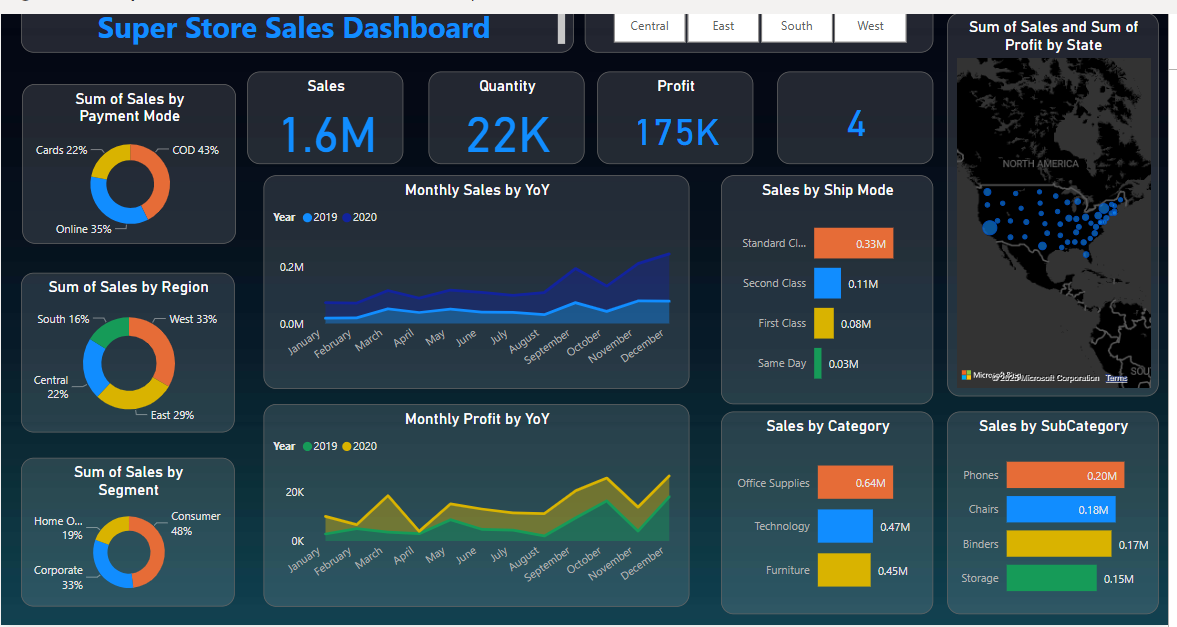 Super Store Sales Dashboard
Central East South West
Sum of Sales and Sum of
Profit by State
NORTH AMERICA
Microsoft
Microsoft Corporation Terms
Sum of Sales by
Payment Mode
Cards 22%
COD 43%
Online 35%
Sales
1.6M
Quantity
22K
Profit
175K
4
Monthly Sales by YoY
Year 2019 2020
0.2M
0.0M
January February March April May June July August September October November December
Sales by Ship Mode
Standard Cl... 0.33M
Second Class 0.11M
First Class 0.08M
Same Day 0.03M
Sum of Sales by Region
South 16%
West 33%
Central
22%
East 29%
Monthly Profit by YoY
Year 2019 2020
20K
0K
January February March April May June July August September October November December
Sales by Category
Office Supplies 0.64M
Technology 0.47M
Furniture 0.45M
Sales by SubCategory
Phones 0.20M
Chairs 0.18M
Binders 0.17M
Storage 0.15M
Sum of Sales by
Segment
Home O...
19%
Consumer
48%
Corporate
33%